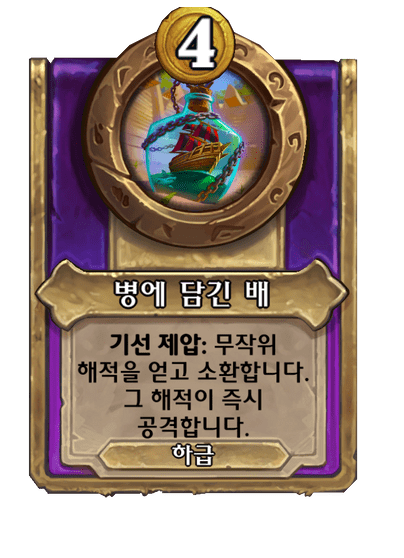 4
병에 담긴 배
기선 제압: 무작위
해적을 얻고 소환합니다.
그 해적이 즉시
공격합니다.
하급